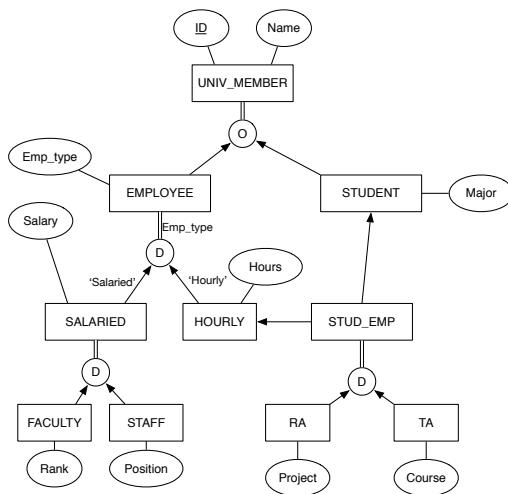 ID
Name
UNIV_MEMBER
O
Emp_type
EMPLOYEE
STUDENT
Major
Salary
Emp_type
D
Hours
'Salaried'
'Hourly'
SALARIED
HOURLY
STUD_EMP
D
D
FACULTY
STAFF
RA
TA
Rank
Position
Project
Course